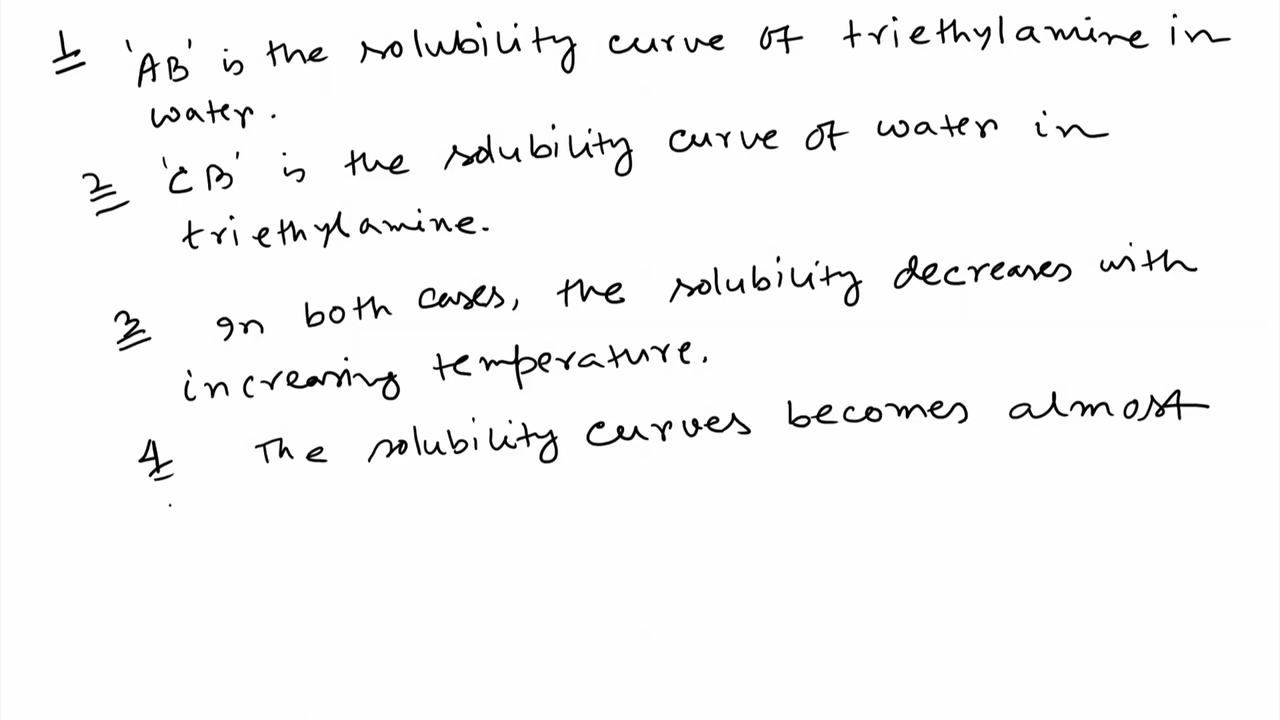 1 'AB' is the solubility curve of triethylamine in
water.
2 'CB' is the solubility curve of water in
triethylamine.
3 In both cases, the solubility decreases with
increasing temperature.
4 The solubility curves becomes almost